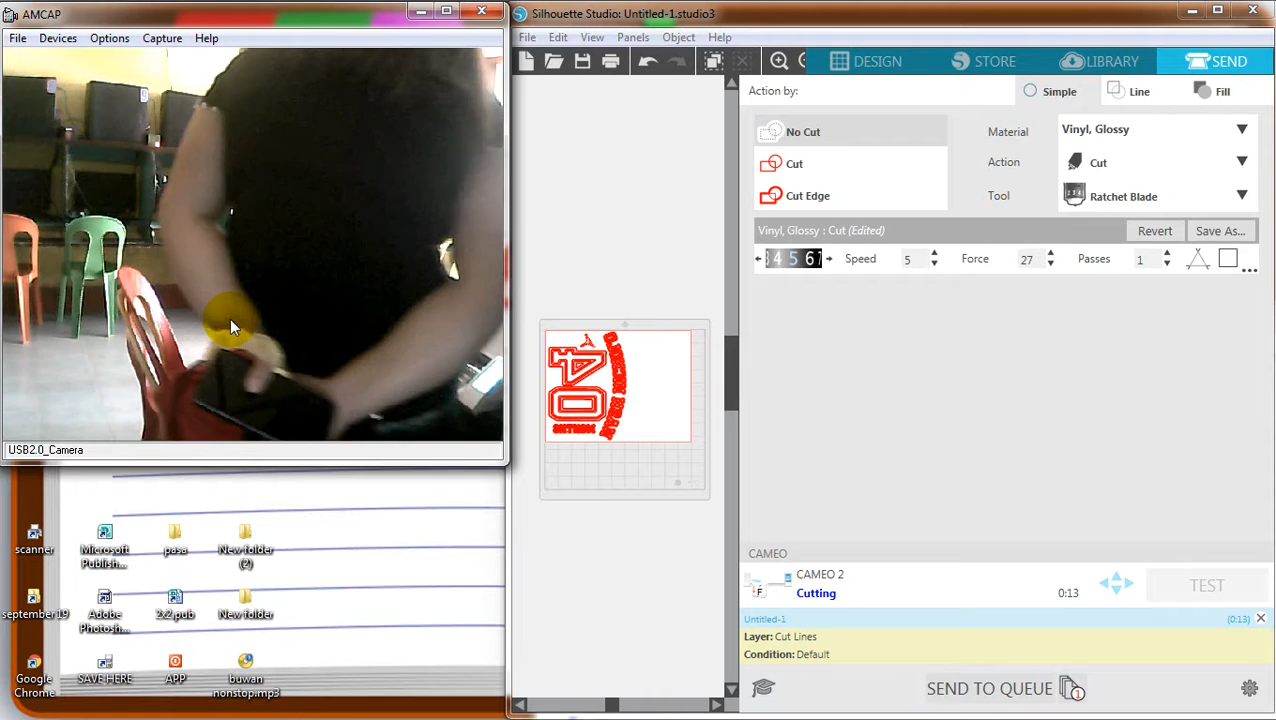 AMCAP
File Devices Options Capture Help
USB2.0_Camera
scanner
Microsoft Publish...
pasa
New folder (2)
september19
Adobe Photosh...
2x2.pub
New folder
Google Chrome
SAVE HERE
APP
buwan nonstop.mp3
Silhouette Studio: Untitled-1.studio3
File Edit View Panels Object Help
DESIGN STORE LIBRARY SEND
Action by: Simple Line Fill
No Cut
Cut
Cut Edge
Material Vinyl, Glossy
Action Cut
Tool Ratchet Blade
Vinyl, Glossy : Cut (Edited) Revert Save As...
4 5 6 Speed 5 Force 27 Passes 1
40
MONTHS
CAMEO
CAMEO 2
Cutting 0:13 TEST
Untitled-1 (0:13)
Layer: Cut Lines
Condition: Default
SEND TO QUEUE 1